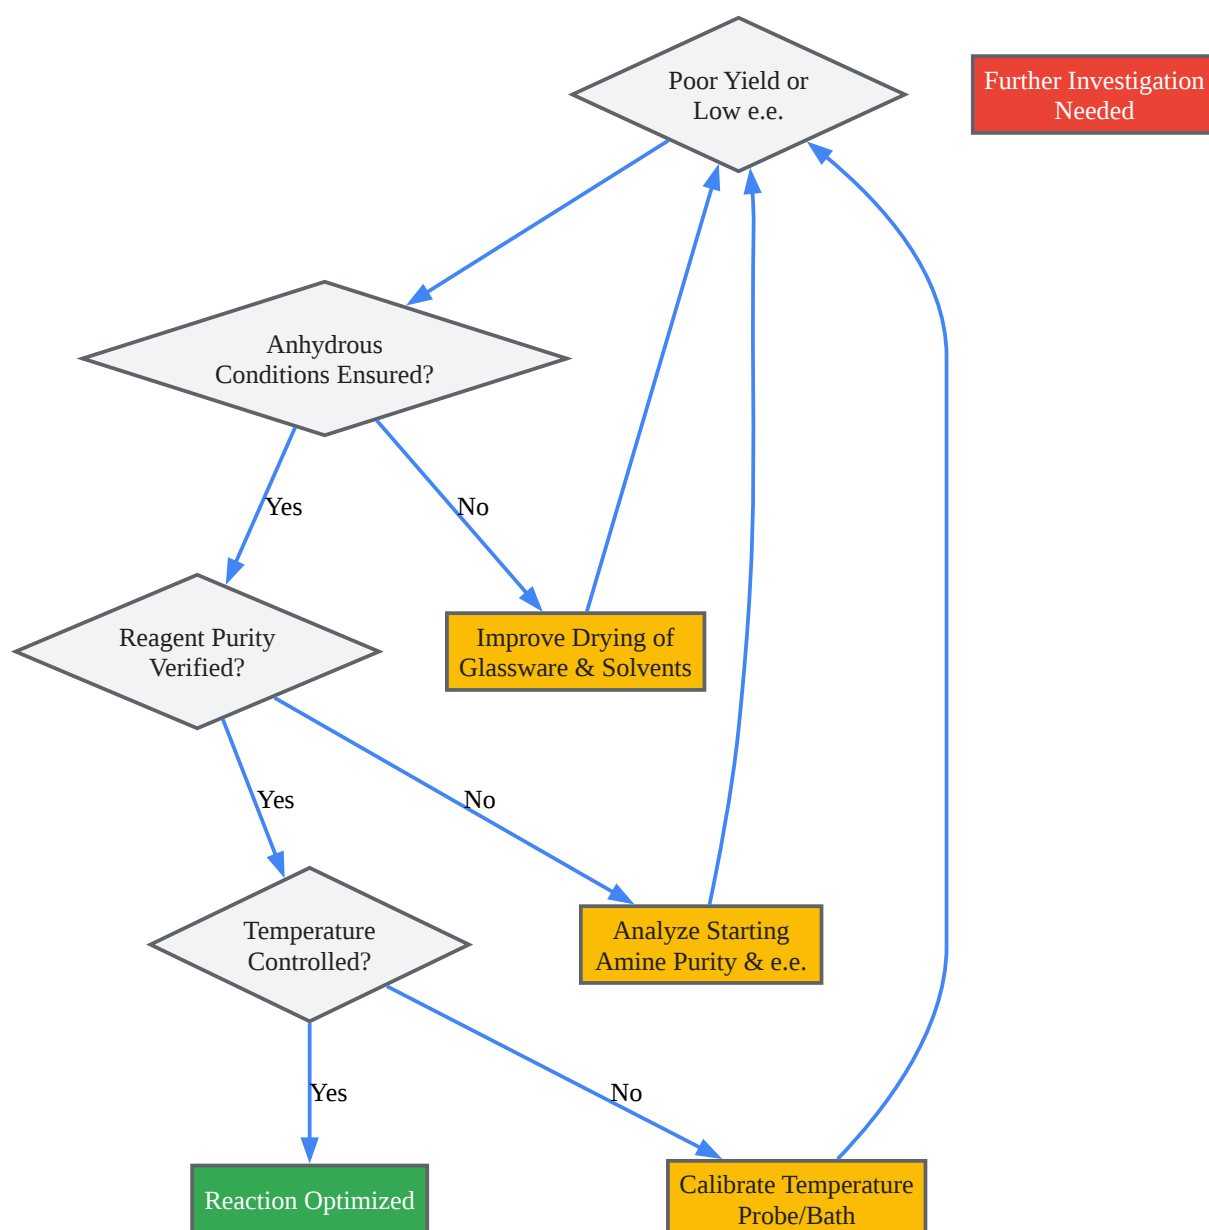 Poor Yield or
Low e.e.
Further Investigation
Needed
Anhydrous
Conditions Ensured?
Yes
No
Reagent Purity
Verified?
Improve Drying of
Glassware & Solvents
Yes
No
Temperature
Controlled?
Analyze Starting
Amine Purity & e.e.
Yes
No
Reaction Optimized
Calibrate Temperature
Probe/Bath